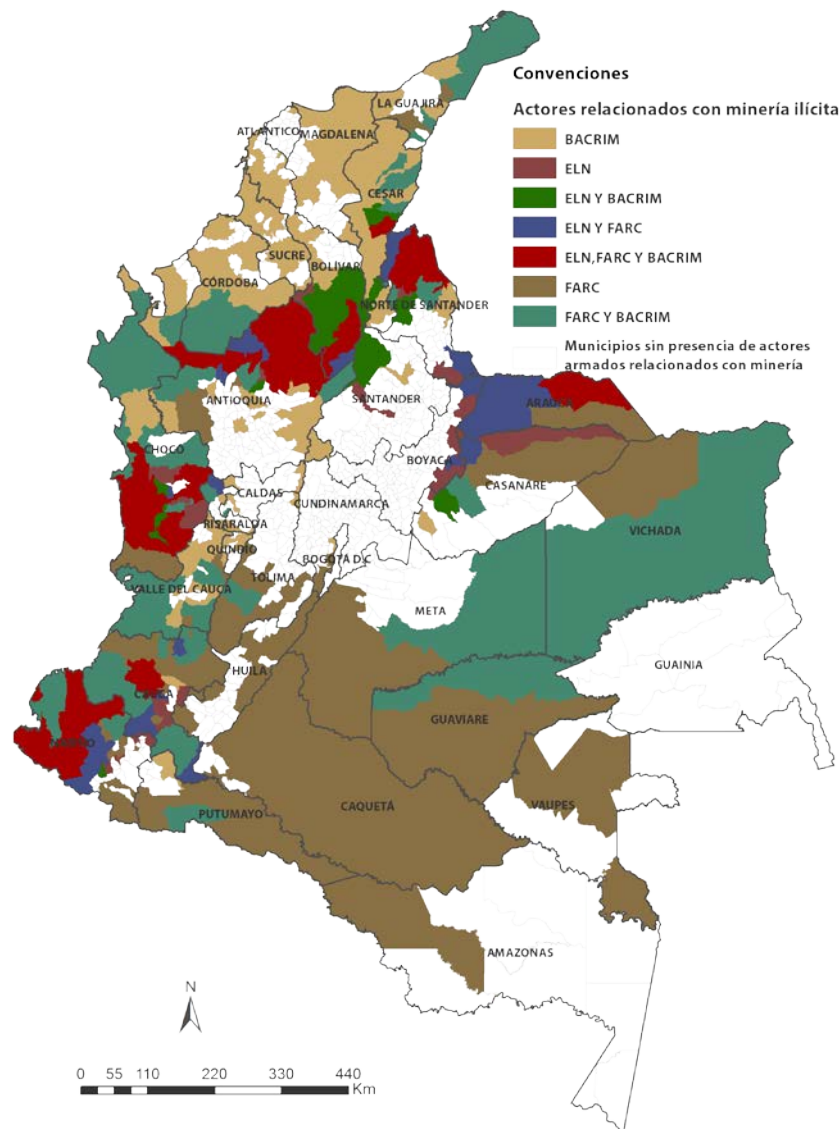 Convenciones
Actores relacionados con minería ilícita
BACRIM
ELN
ELN Y BACRIM
ELN Y FARC
ELN,FARC Y BACRIM
FARC
FARC Y BACRIM
Municipios sin presencia de actores
armados relacionados con minería
LA GUAJIRA
ATLANTICO
MAGDALENA
CESAR
SUCRE
BOLÍVAR
CÓRDOBA
NORTE DE SANTANDER
ANTIOQUIA
SANTANDER
ARAUCA
CHOCO
BOYACA
CASANARE
CALDAS
CUNDINAMARCA
RISARALDA
VICHADA
QUINDIO
BOGOTA D.C
TOLIMA
VALLE DEL CAUCA
META
GUAINIA
HUILA
CAUCA
GUAVIARE
NARIÑO
CAQUETÁ
VAUPES
PUTUMAYO
AMAZONAS
N
0 55 110 220 330 440
Km